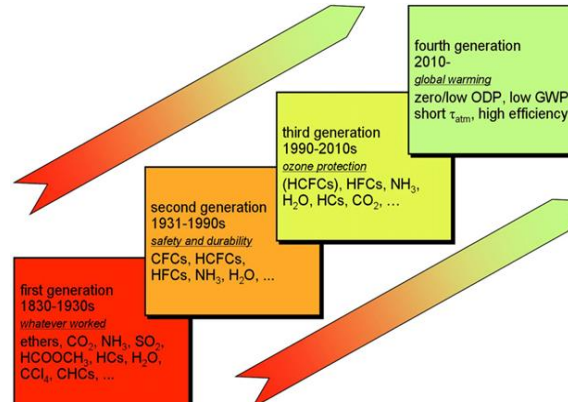 fourth generation
2010-
global warming
zero/low ODP, low GWP
short τatm, high efficiency
third generation
1990-2010s
ozone protection
(HCFCs), HFCs, NH3,
H2O, HCs, CO2, ...
second generation
1931-1990s
safety and durability
CFCs, HCFCs,
HFCs, NH3, H2O, ...
first generation
1830-1930s
whatever worked
ethers, CO2, NH3, SO2,
HCOOCH3, HCs, H2O,
CCl4, CHCs, ...